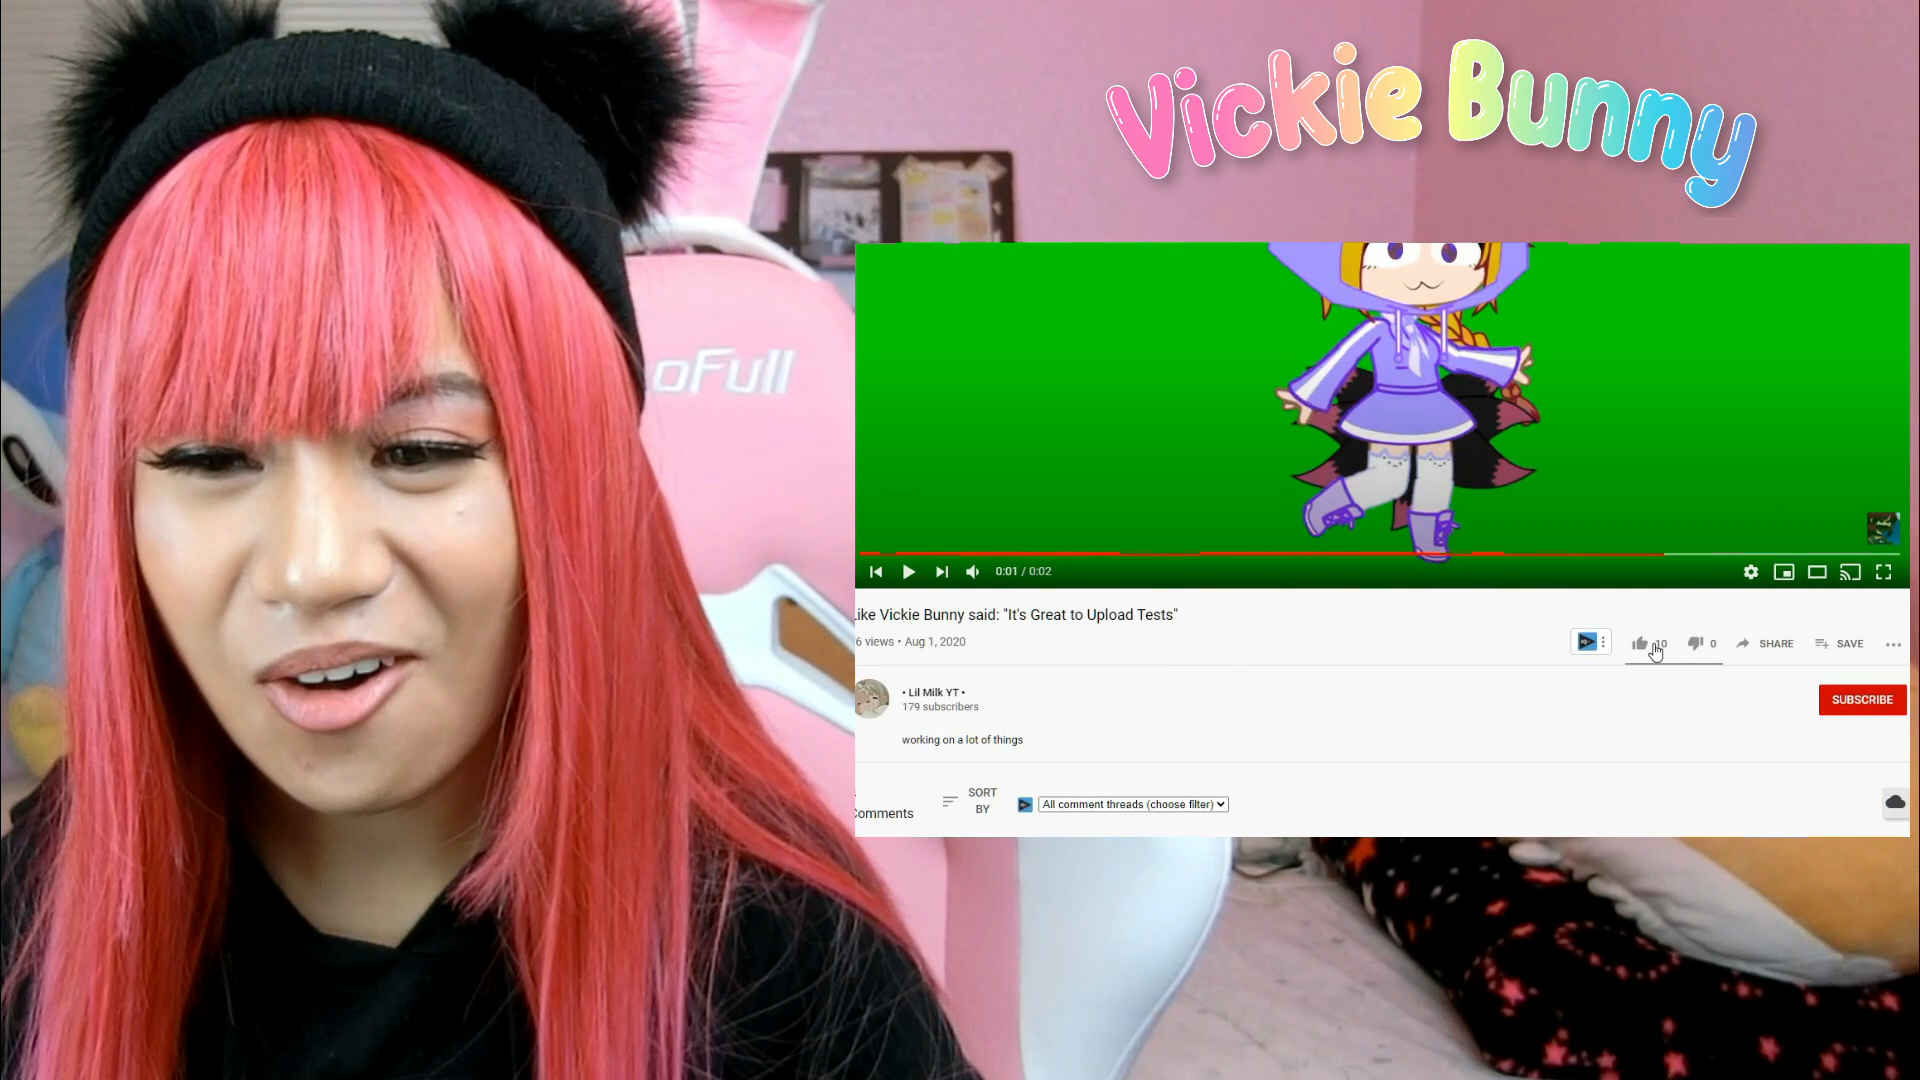 Vickie Bunny
oFull
0:01 / 0:02
ike Vickie Bunny said: "It's Great to Upload Tests"
6 views • Aug 1, 2020
10
0
SHARE
SAVE
• Lil Milk YT •
179 subscribers
SUBSCRIBE
working on a lot of things
Comments
SORT BY
All comment threads (choose filter)